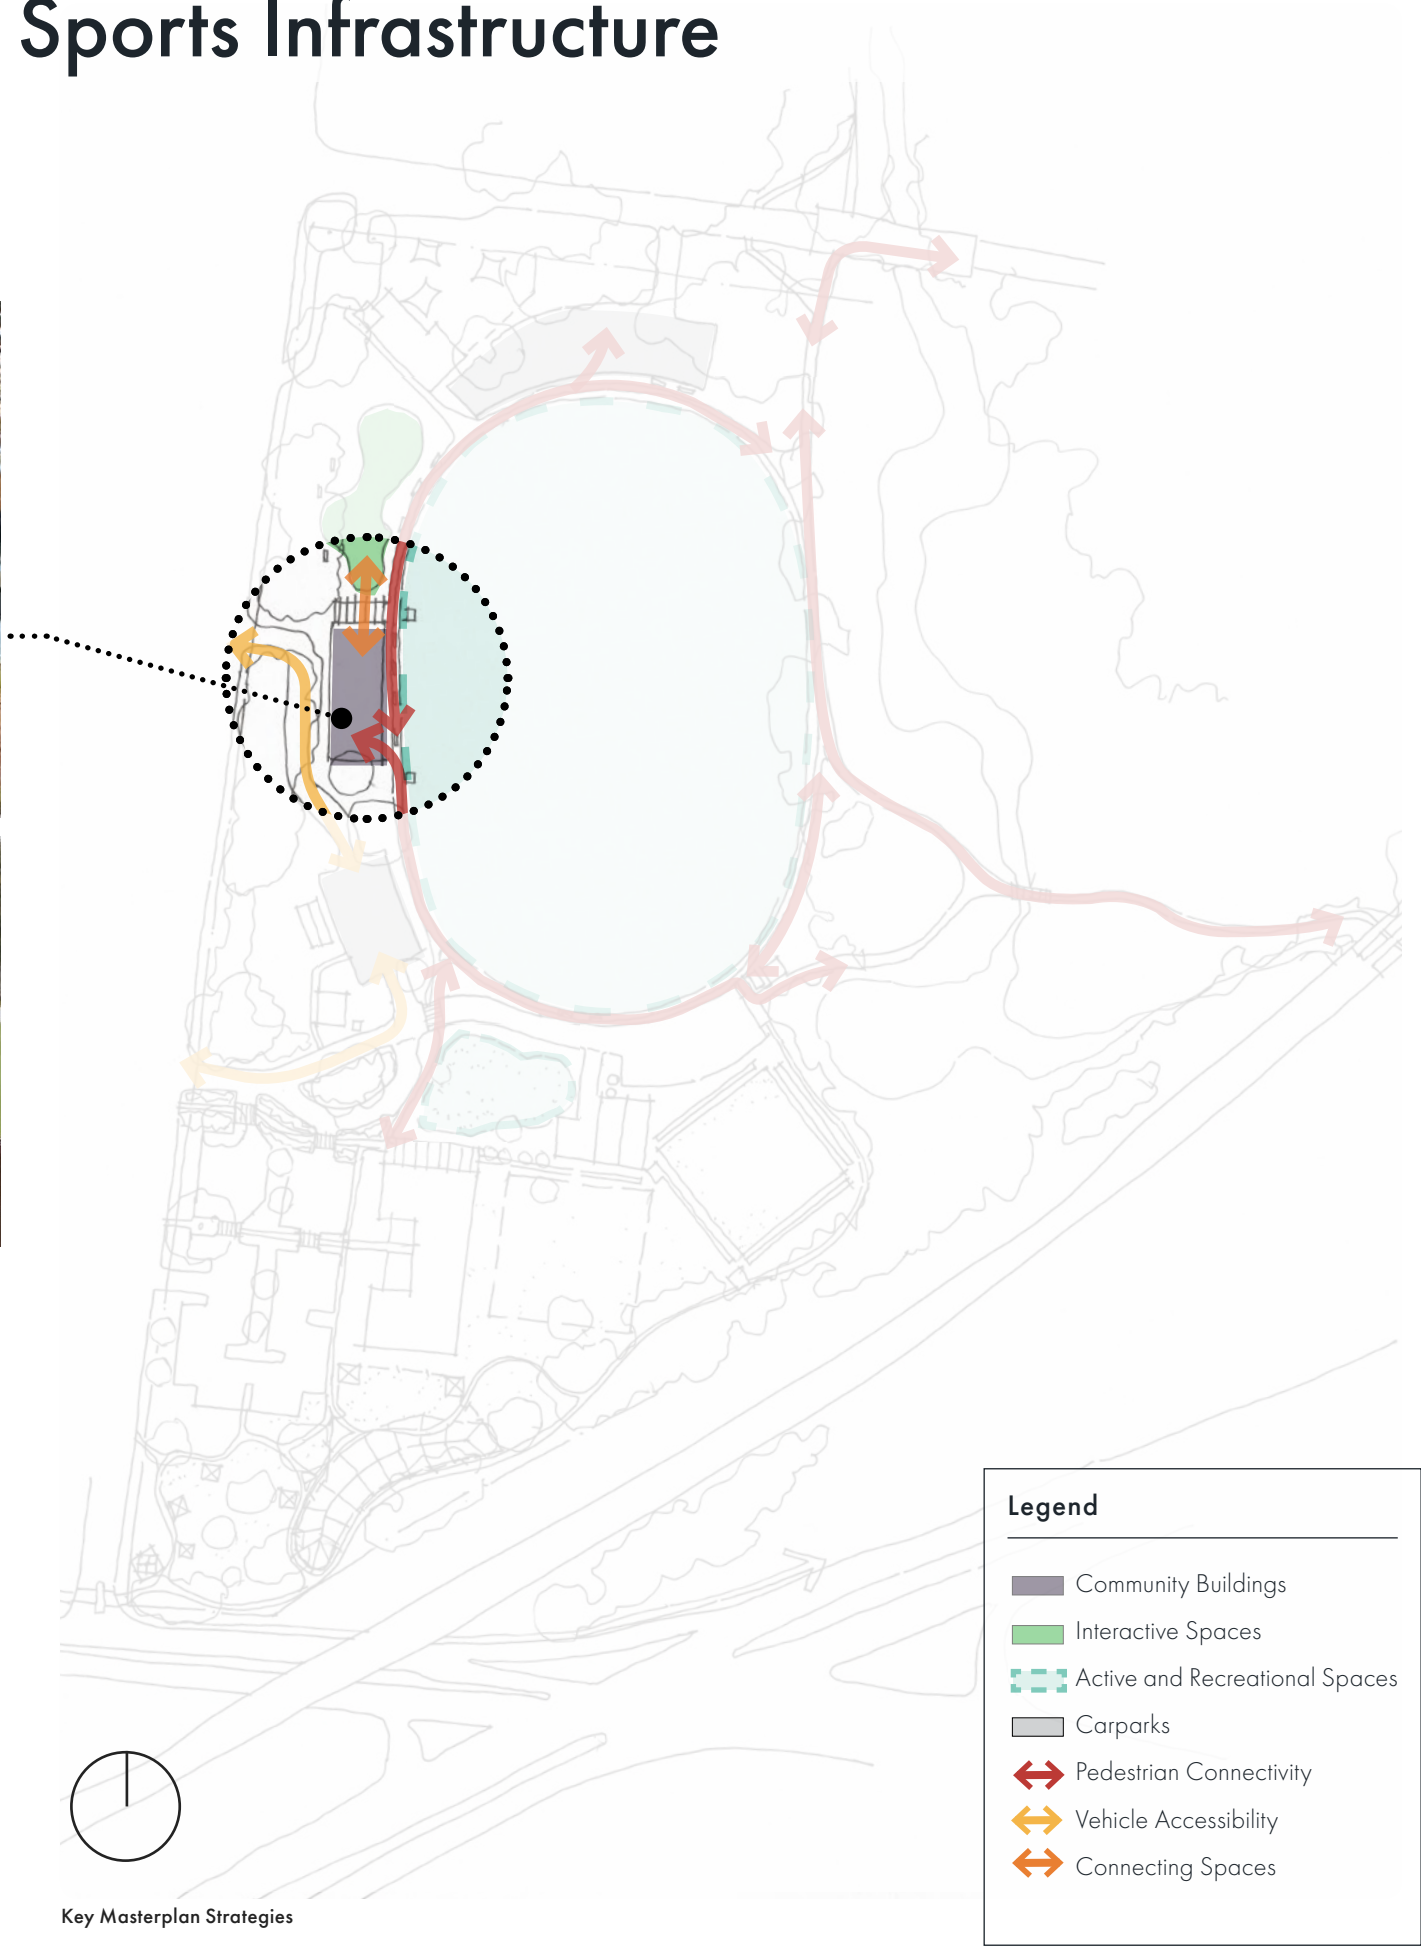 Sports Infrastructure
Legend
Community Buildings
Interactive Spaces
Active and Recreational Spaces
Carparks
Pedestrian Connectivity
Vehicle Accessibility
Connecting Spaces
Key Masterplan Strategies